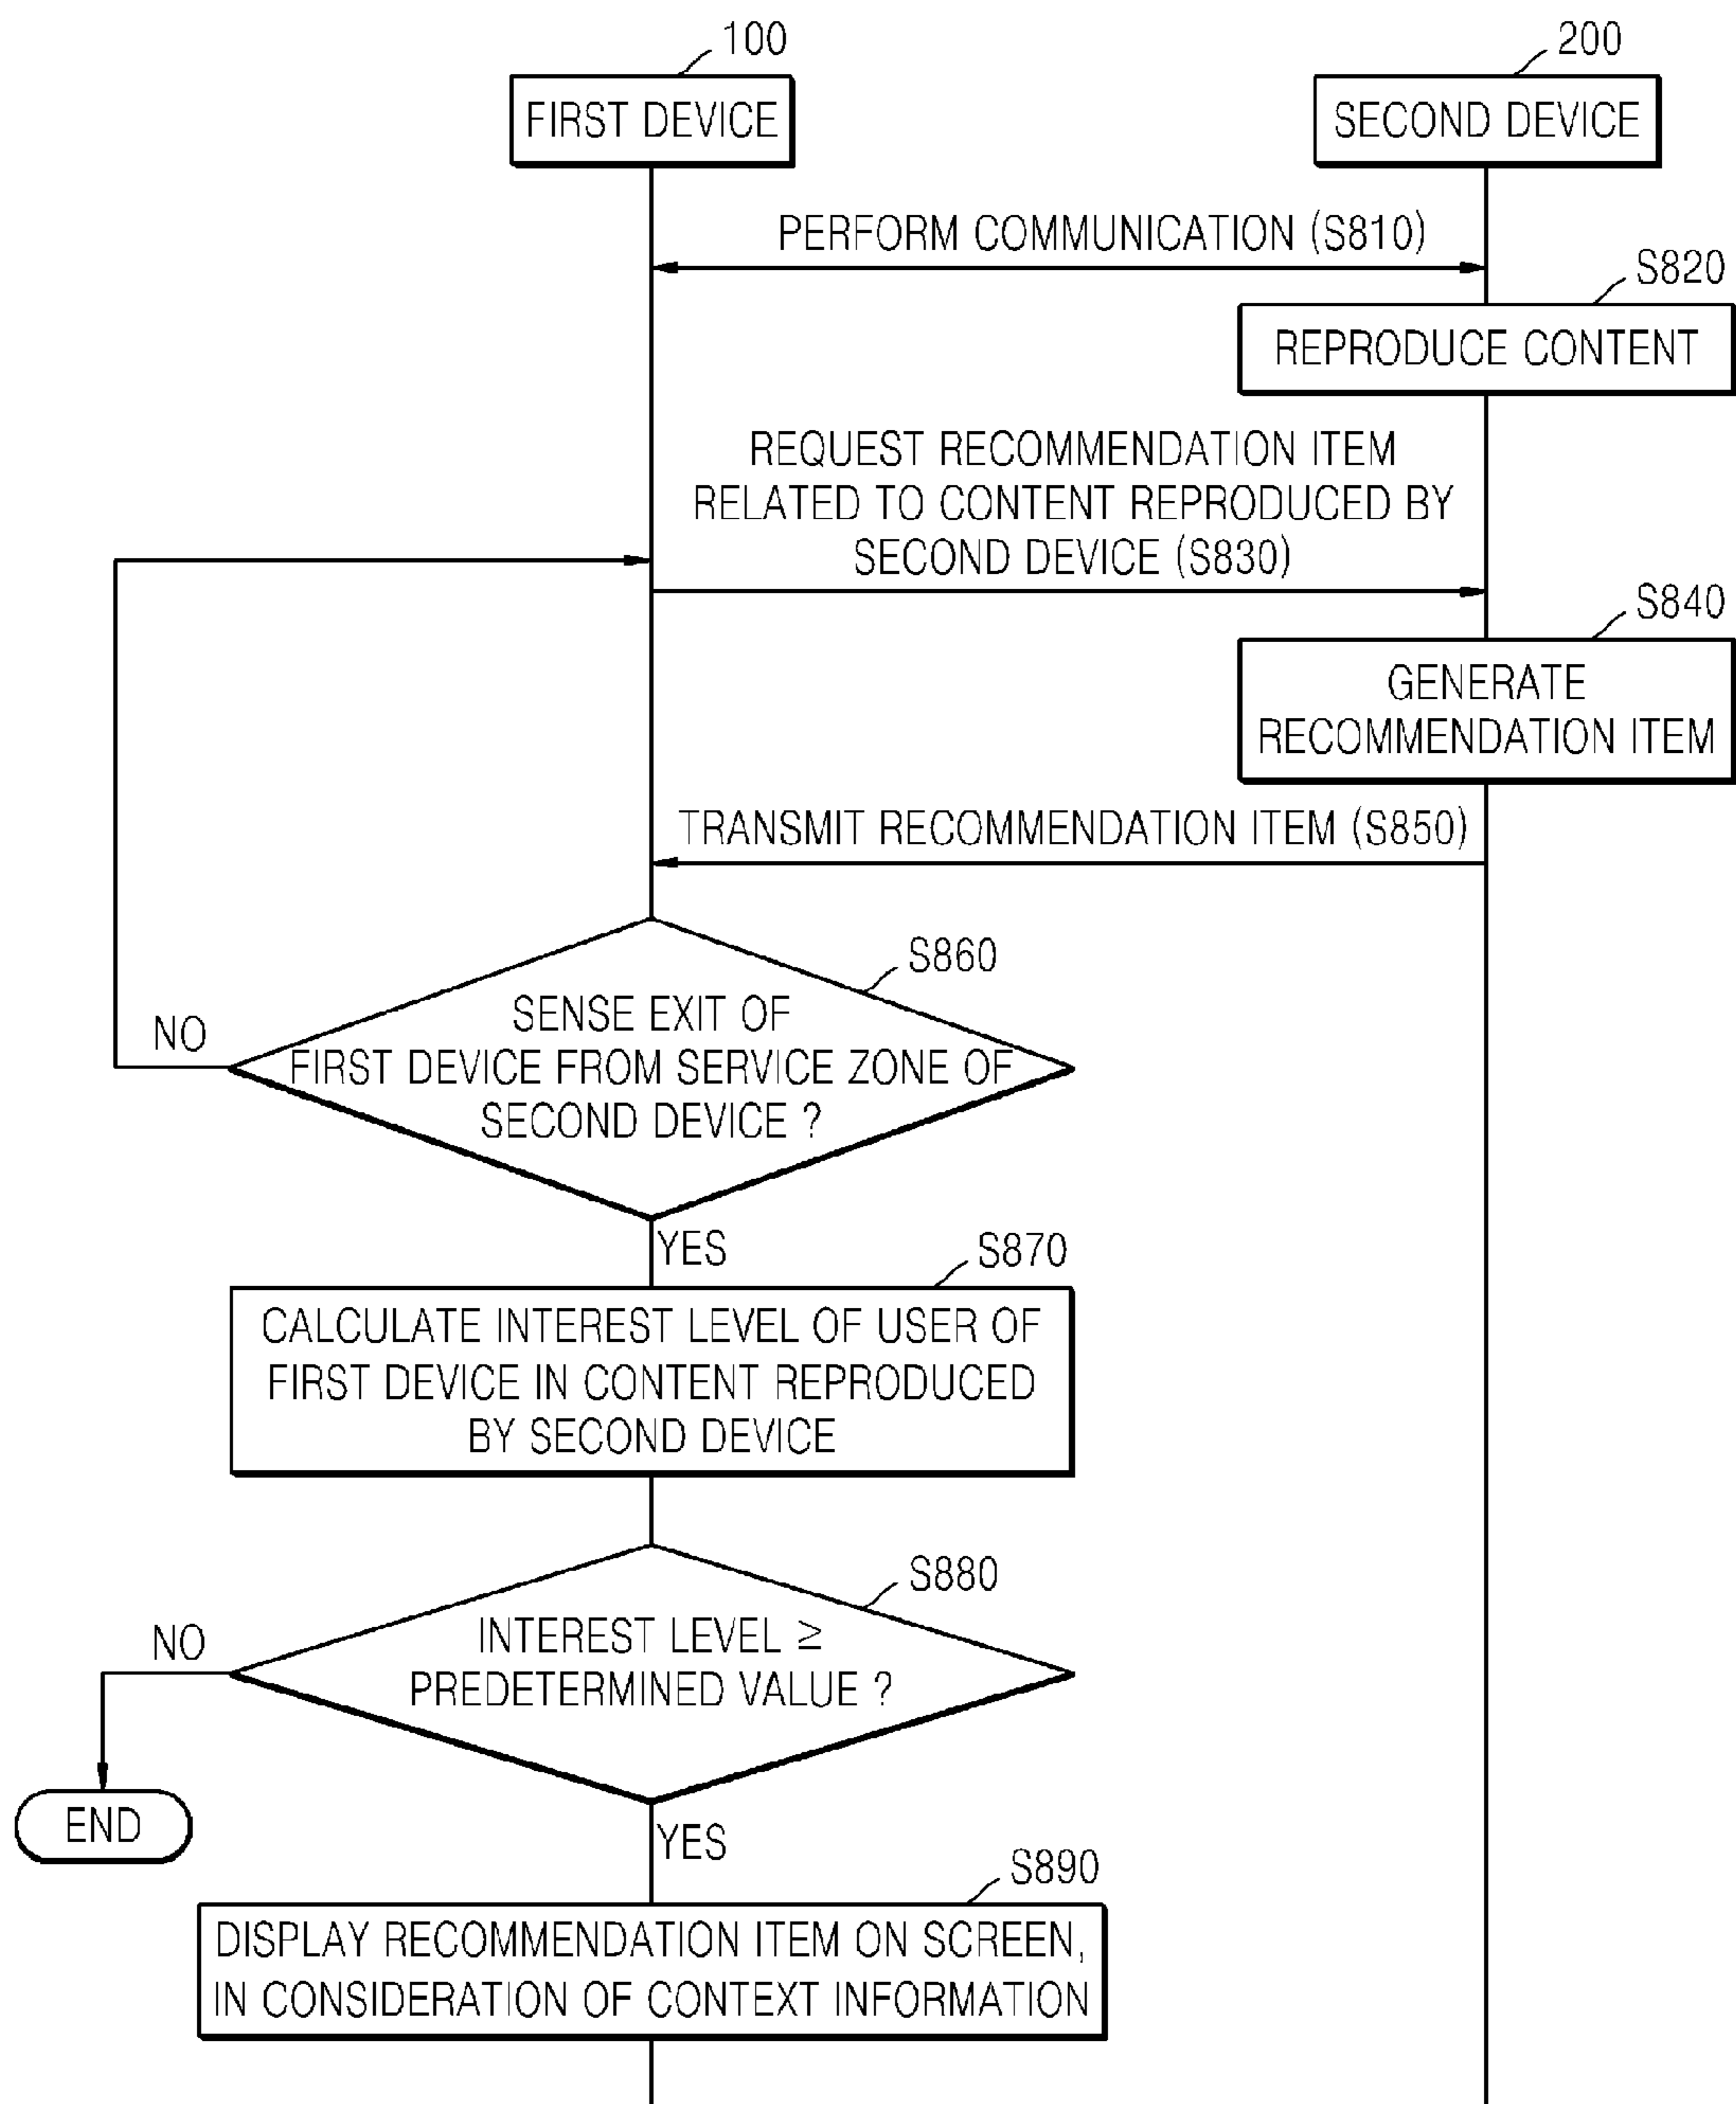 100
200
FIRST DEVICE
SECOND DEVICE
PERFORM COMMUNICATION (S810)
S820
REPRODUCE CONTENT
REQUEST RECOMMENDATION ITEM
RELATED TO CONTENT REPRODUCED BY
SECOND DEVICE (S830)
S840
GENERATE
RECOMMENDATION ITEM
TRANSMIT RECOMMENDATION ITEM (S850)
S860
SENSE EXIT OF
FIRST DEVICE FROM SERVICE ZONE OF
SECOND DEVICE ?
NO
YES
S870
CALCULATE INTEREST LEVEL OF USER OF
FIRST DEVICE IN CONTENT REPRODUCED
BY SECOND DEVICE
S880
INTEREST LEVEL ≥
PREDETERMINED VALUE ?
NO
END
YES
S890
DISPLAY RECOMMENDATION ITEM ON SCREEN,
IN CONSIDERATION OF CONTEXT INFORMATION